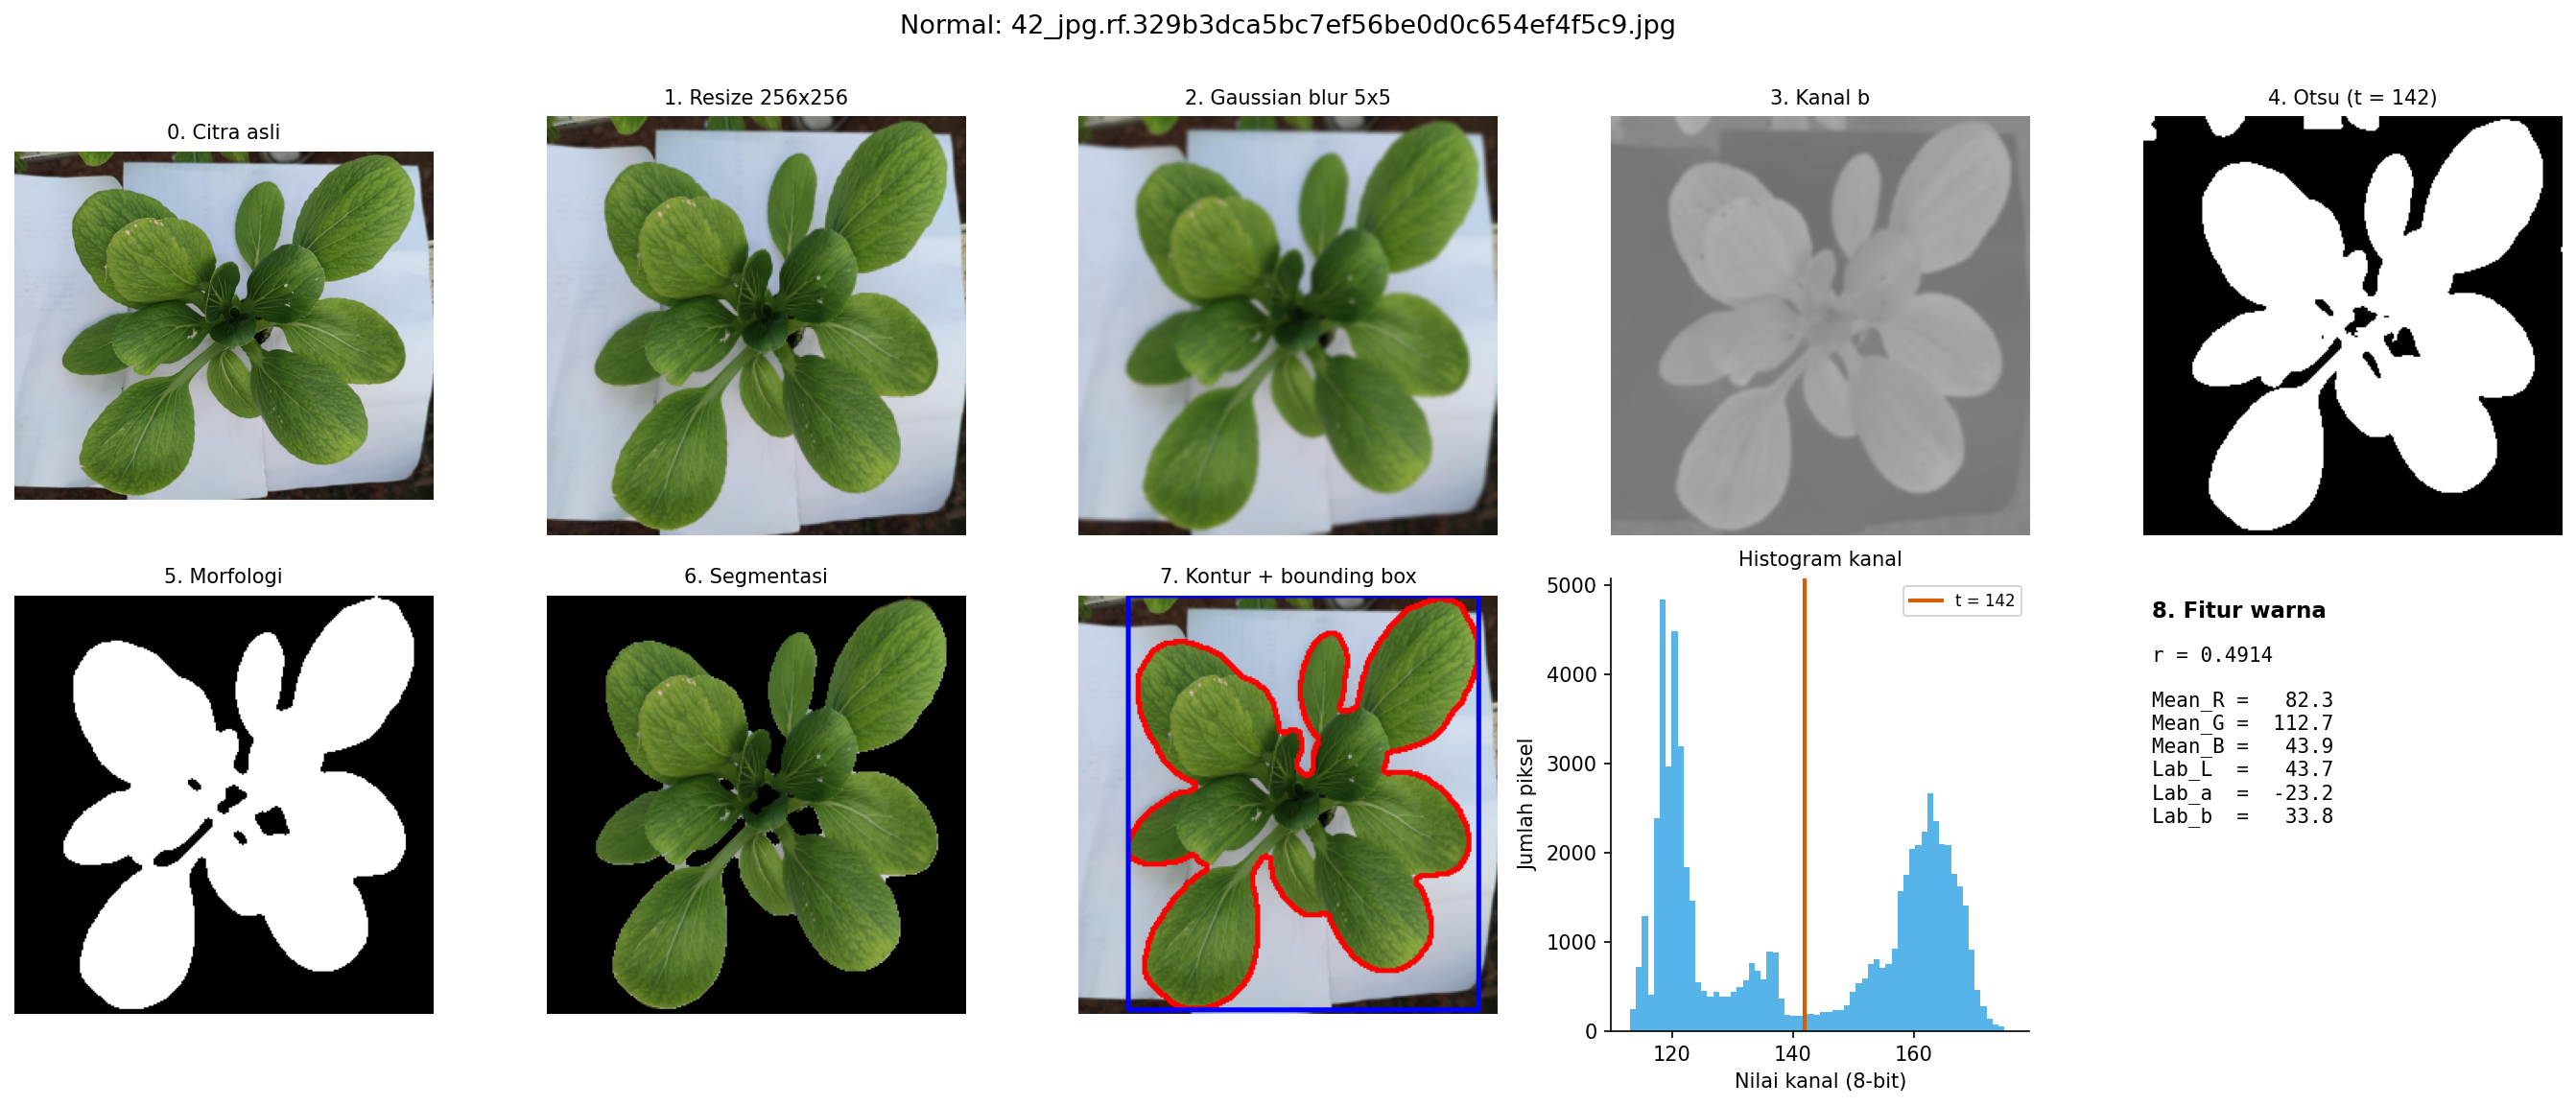 Normal: 42_jpg.rf.329b3dca5bc7ef56be0d0c654ef4f5c9.jpg
0. Citra asli
1. Resize 256x256
2. Gaussian blur 5x5
3. Kanal b
4. Otsu (t = 142)
5. Morfologi
6. Segmentasi
7. Kontur + bounding box
Histogram kanal
t = 142
Jumlah piksel
5000
4000
3000
2000
1000
0
120
140
160
Nilai kanal (8-bit)
8. Fitur warna
r = 0.4914
Mean_R = 82.3
Mean_G = 112.7
Mean_B = 43.9
Lab_L = 43.7
Lab_a = -23.2
Lab_b = 33.8